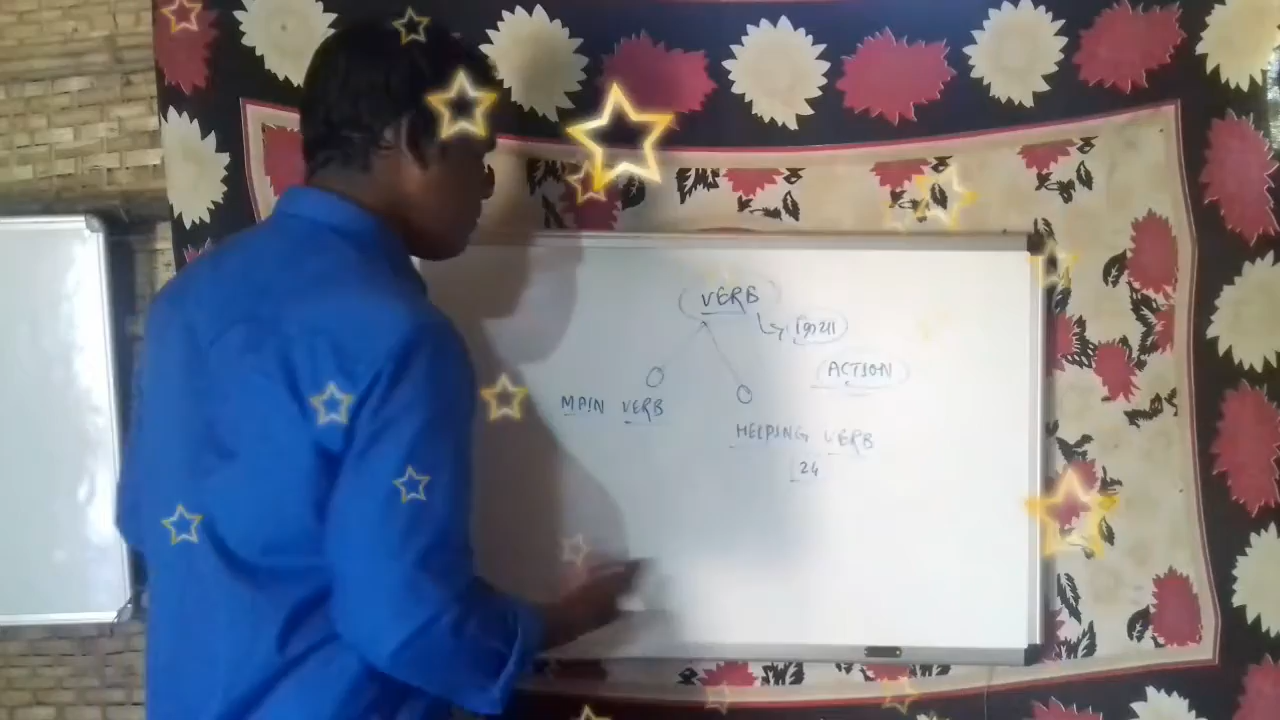 VERB
क्रिया
ACTION
MAIN VERB
HELPING VERB
24